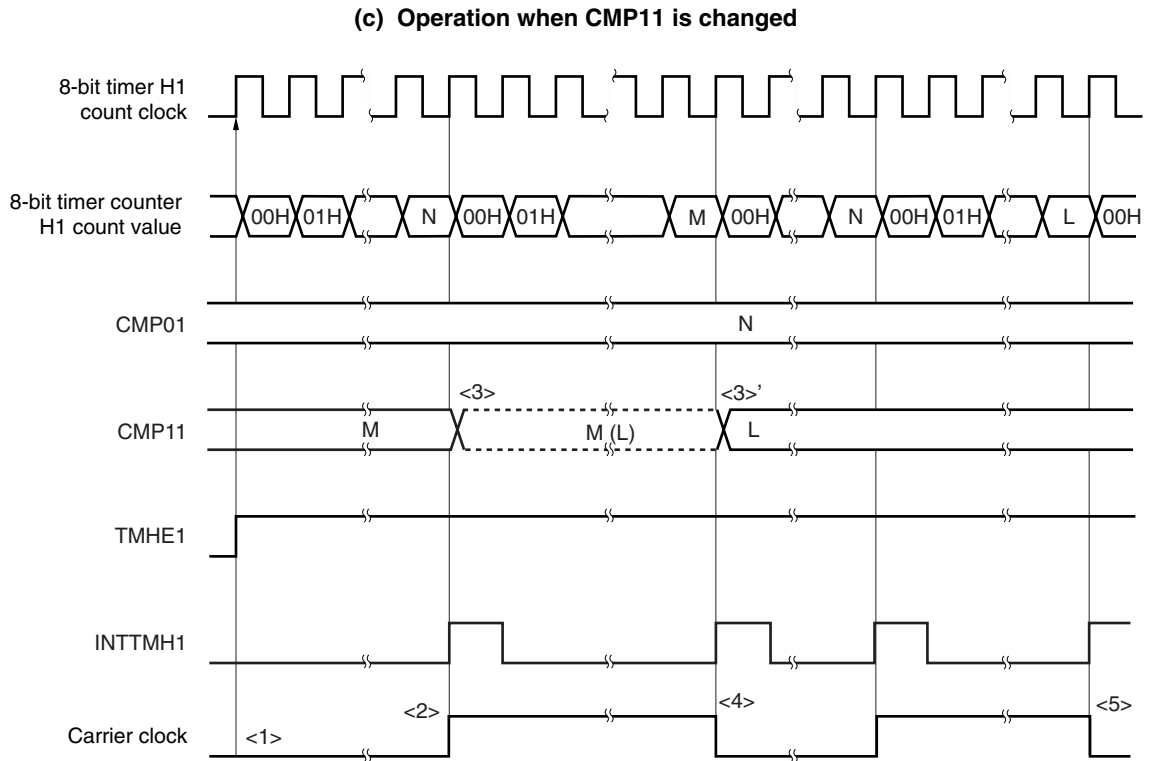 (c) Operation when CMP11 is changed
8-bit timer H1
count clock
8-bit timer counter
H1 count value
00H 01H N 00H 01H M 00H N 00H 01H L 00H
CMP01
N
<3> <3>’
CMP11
M M (L) L
TMHE1
INTTMH1
<2> <4> <5>
Carrier clock
<1>